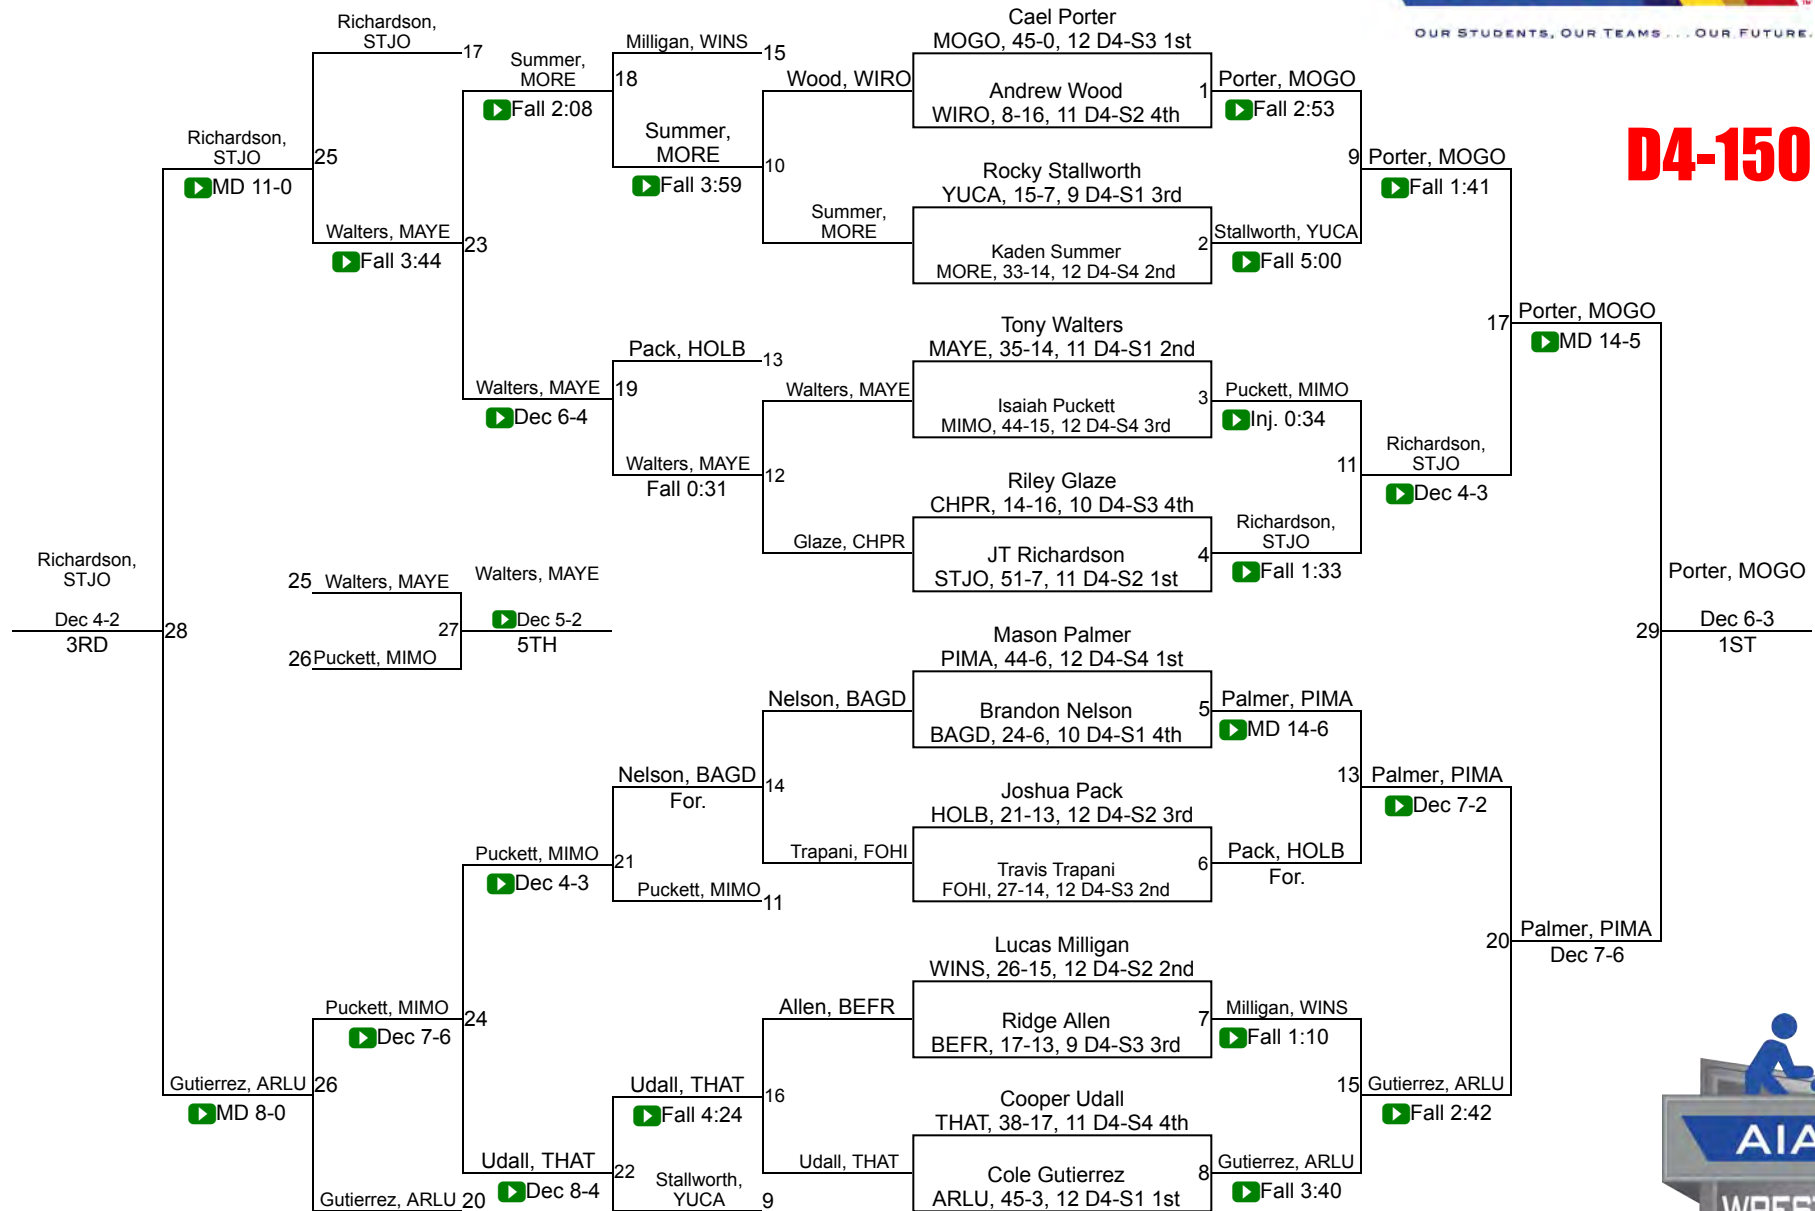 OUR STUDENTS, OUR TEAMS . . . OUR FUTURE.
D4-150
Richardson,
STJO
17
Summer,
MORE
Fall 2:08
18
Milligan, WINS
15
Summer,
MORE
Fall 3:59
10
Wood, WIRO
Summer,
MORE
Cael Porter
MOGO, 45-0, 12 D4-S3 1st
Andrew Wood
WIRO, 8-16, 11 D4-S2 4th
1
Porter, MOGO
Fall 2:53
Rocky Stallworth
YUCA, 15-7, 9 D4-S1 3rd
Kaden Summer
MORE, 33-14, 12 D4-S4 2nd
2
Stallworth, YUCA
Fall 5:00
9
Porter, MOGO
Fall 1:41
Richardson,
STJO
MD 11-0
25
Walters, MAYE
Fall 3:44
23
Walters, MAYE
Dec 6-4
19
Pack, HOLB
13
Walters, MAYE
Fall 0:31
12
Walters, MAYE
Glaze, CHPR
Tony Walters
MAYE, 35-14, 11 D4-S1 2nd
Isaiah Puckett
MIMO, 44-15, 12 D4-S4 3rd
3
Puckett, MIMO
Inj. 0:34
Riley Glaze
CHPR, 14-16, 10 D4-S3 4th
JT Richardson
STJO, 51-7, 11 D4-S2 1st
4
Richardson,
STJO
Fall 1:33
11
Richardson,
STJO
Dec 4-3
17
Porter, MOGO
MD 14-5
Richardson,
STJO
Dec 4-2
3RD
28
25
Walters, MAYE
26
Puckett, MIMO
27
Walters, MAYE
Dec 5-2
5TH
Porter, MOGO
29
Dec 6-3
1ST
Nelson, BAGD
Trapani, FOHI
Mason Palmer
PIMA, 44-6, 12 D4-S4 1st
Brandon Nelson
BAGD, 24-6, 10 D4-S1 4th
5
Palmer, PIMA
MD 14-6
Nelson, BAGD
For.
14
Joshua Pack
HOLB, 21-13, 12 D4-S2 3rd
Travis Trapani
FOHI, 27-14, 12 D4-S3 2nd
6
Pack, HOLB
For.
13
Palmer, PIMA
Dec 7-2
Puckett, MIMO
Dec 4-3
21
Puckett, MIMO
11
Lucas Milligan
WINS, 26-15, 12 D4-S2 2nd
Ridge Allen
BEFR, 17-13, 9 D4-S3 3rd
7
Milligan, WINS
Fall 1:10
20
Palmer, PIMA
Dec 7-6
Puckett, MIMO
Dec 7-6
24
Allen, BEFR
Udall, THAT
Udall, THAT
Fall 4:24
16
Cooper Udall
THAT, 38-17, 11 D4-S4 4th
Cole Gutierrez
ARLU, 45-3, 12 D4-S1 1st
8
Gutierrez, ARLU
Fall 3:40
15
Gutierrez, ARLU
Fall 2:42
Gutierrez, ARLU
MD 8-0
26
Udall, THAT
Dec 8-4
22
Stallworth,
YUCA
9
Gutierrez, ARLU
20
AIA